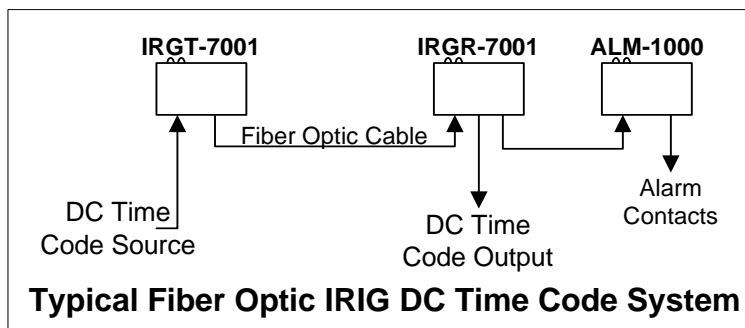 IRGT-7001
IRGR-7001
ALM-1000
Fiber Optic Cable
DC Time
Code Source
DC Time
Code Output
Alarm
Contacts
Typical Fiber Optic IRIG DC Time Code System